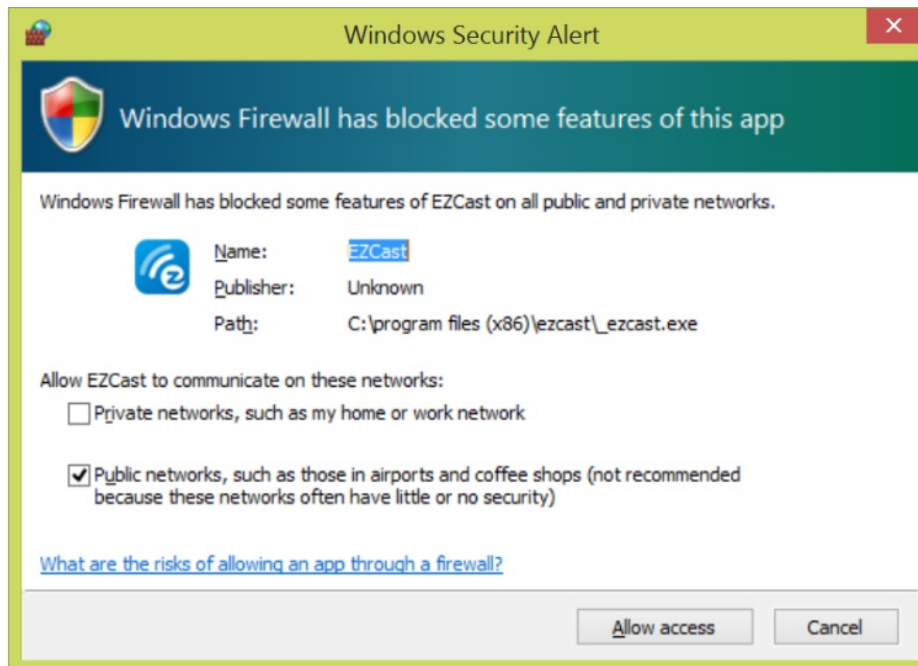 Windows Security Alert
Windows Firewall has blocked some features of this app
Windows Firewall has blocked some features of EZCast on all public and private networks.
Name: EZCast
Publisher: Unknown
Path: C:\program files (x86)\ezcast\_ezcast.exe
Allow EZCast to communicate on these networks:
Private networks, such as my home or work network
Public networks, such as those in airports and coffee shops (not recommended
because these networks often have little or no security)
What are the risks of allowing an app through a firewall?
Allow access Cancel